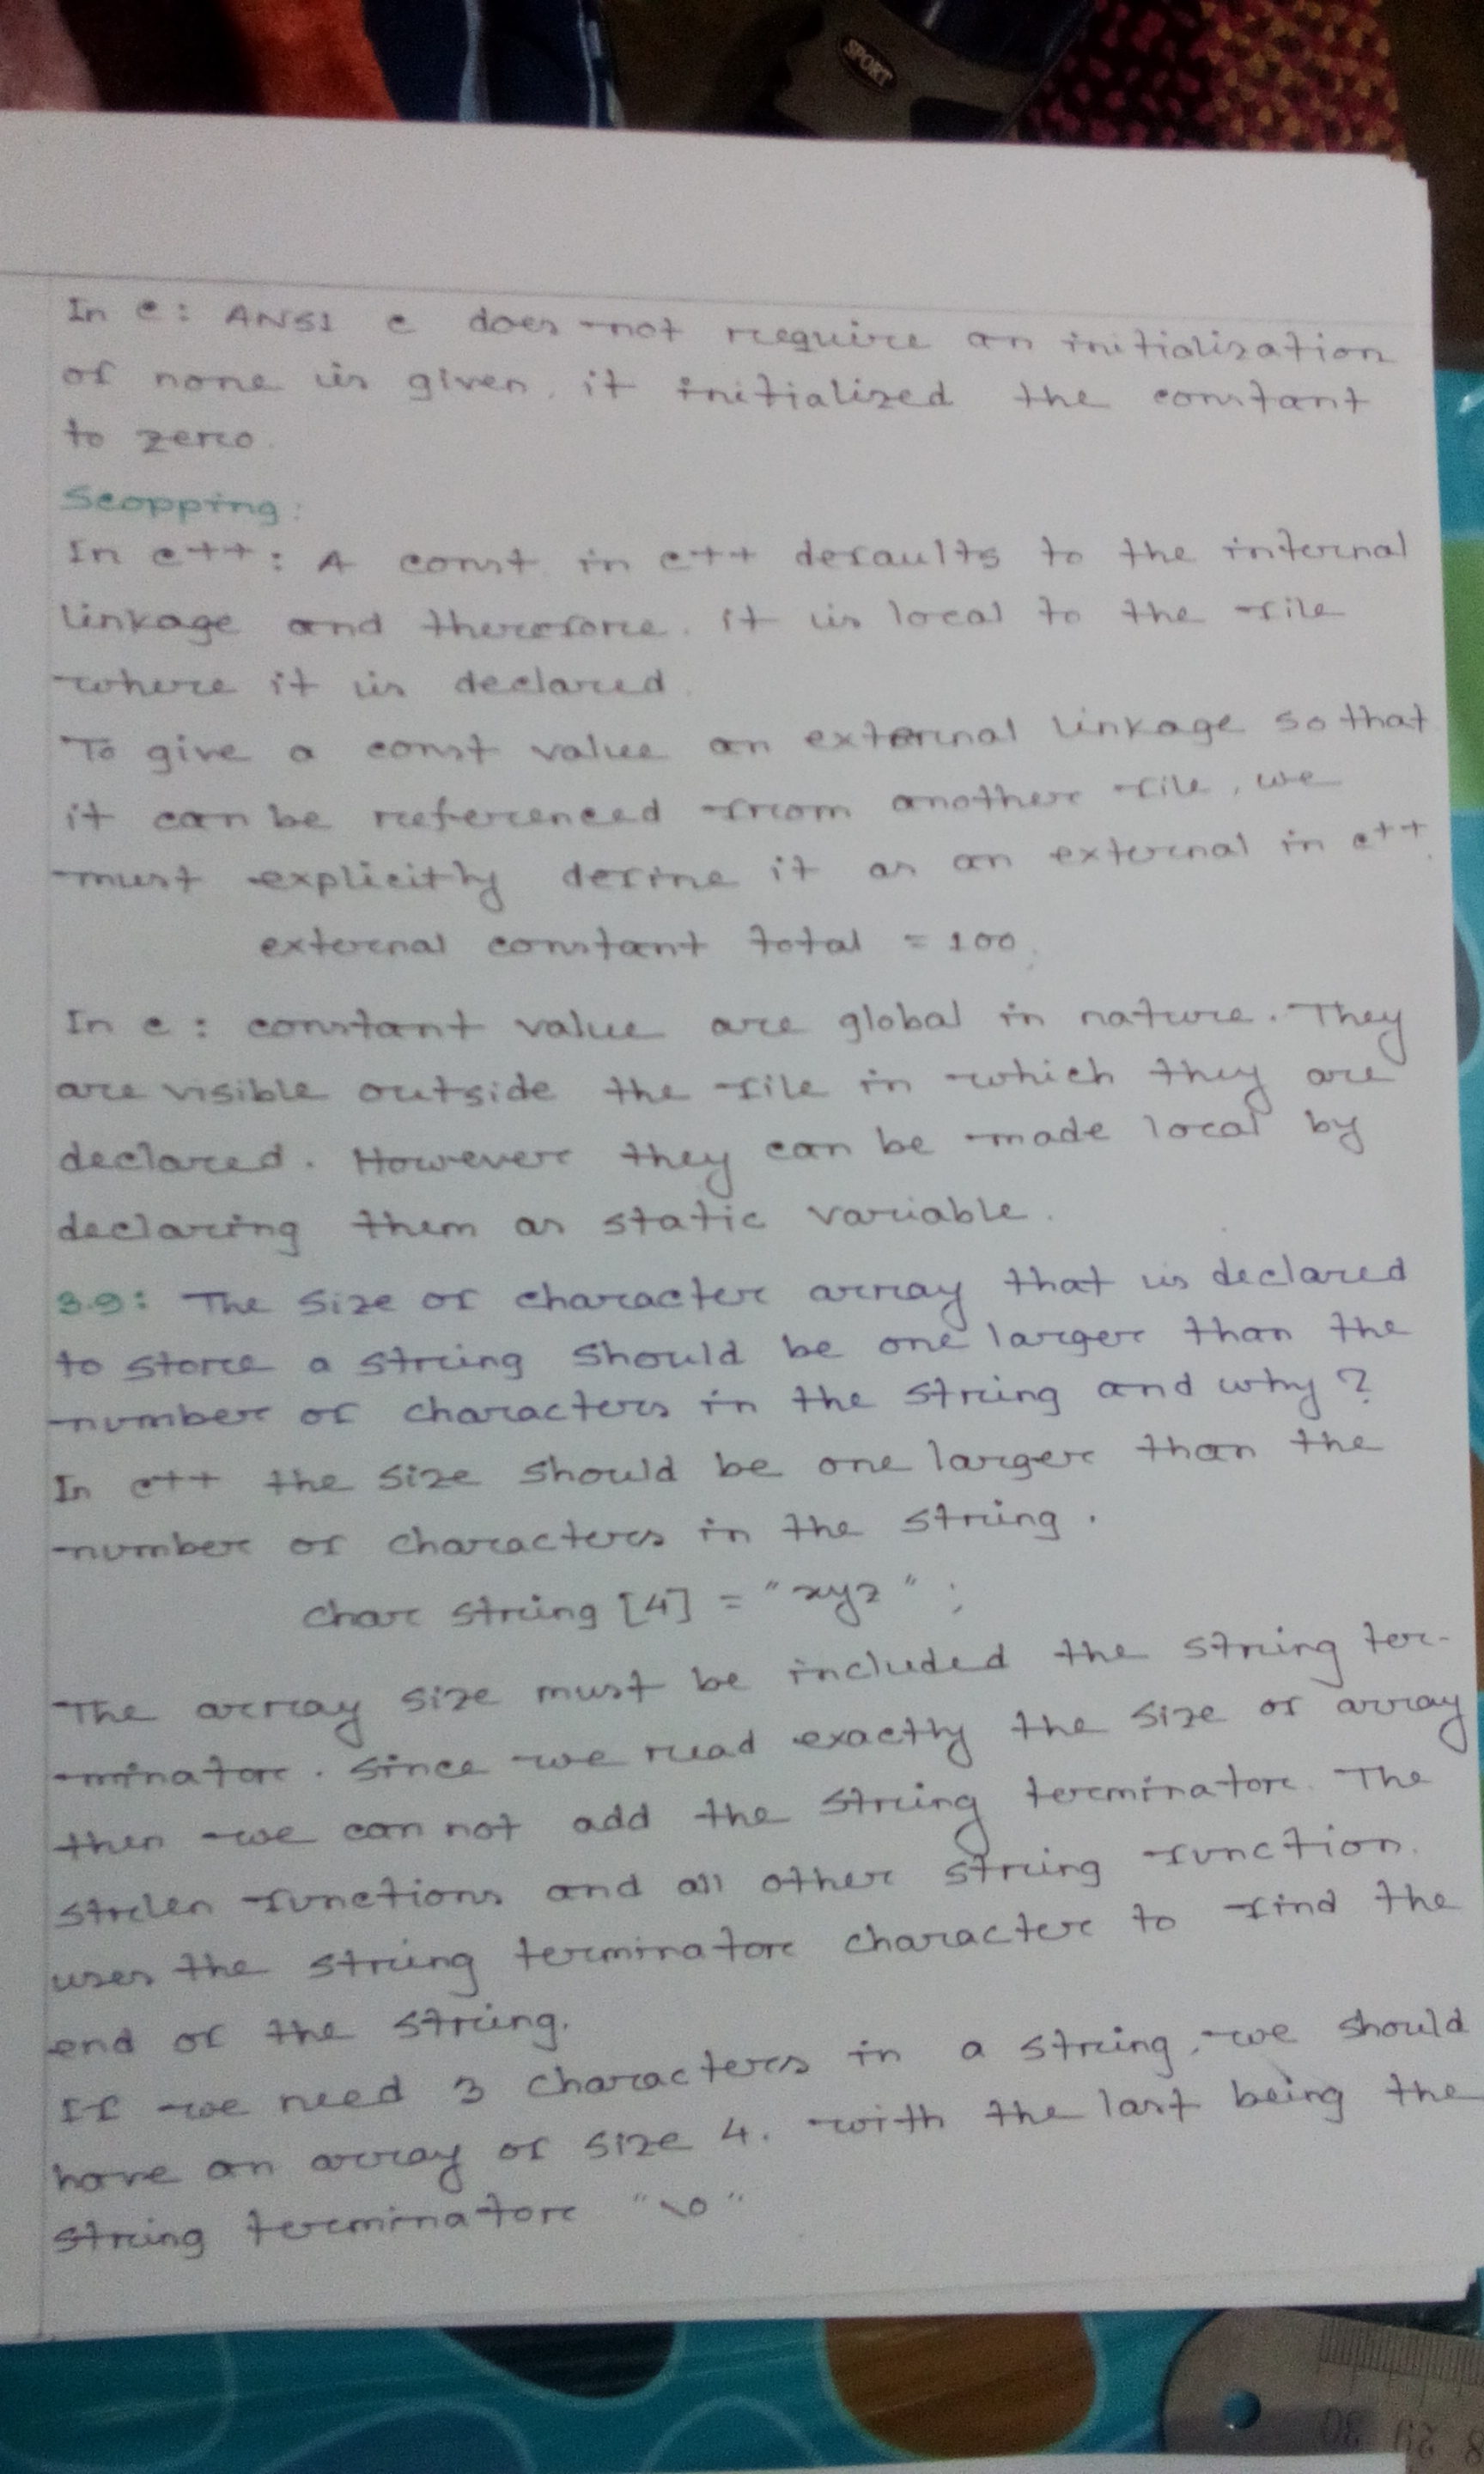 SPORT
In c: ANSI c does not require an initialization
of none is given, it initialized the constant
to zero.
Scopping:
In c++: A const in c++ defaults to the internal
linkage and therefore. it is local to the file
where it is declared.
To give a const value an external linkage so that
it can be referenced from another file, we
must explicitly define it as an external in c++.
external constant total = 100;
In c: constant value are global in nature. They
are visible outside the file in which they are
declared. However they can be made local by
declaring them as static variable.
3.9: The size of character array that is declared
to store a string should be one larger than the
number of characters in the string and why?
In c++ the size should be one larger than the
number of characters in the string.
char string [4] = "xyz";
The array size must be included the string ter-
minator. Since we read exactly the size of array
then we can not add the string terminator. The
strlen functions and all other string function.
uses the string terminator character to find the
end of the string.
If we need 3 characters in a string, we should
have an array of size 4. with the last being the
string terminator "\0"
30 29 8